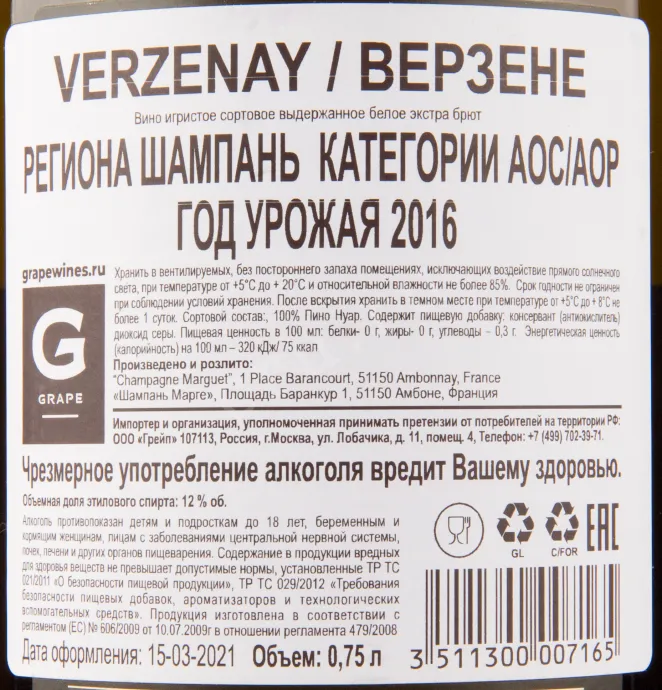 VERZENAY / ВЕРЗЕНЕ
Вино игристое сортовое выдержанное белое экстра брют
РЕГИОНА ШАМПАНЬ КАТЕГОРИИ АОС/АОР
ГОД УРОЖАЯ 2016
grapewines.ru
G
GRAPE
Хранить в вентилируемых, без постороннего запаха помещениях, исключающих воздействие прямого солнечного
света, при температуре от +5°С до + 20°С и относительной влажности не более 85%. Срок годности не ограничен
при соблюдении условий хранения. После вскрытия хранить в темном месте при температуре от +5°С до + 8°С не
более 1 суток. Сортовой состав:, 100% Пино Нуар. Содержит пищевую добавку: консервант (антиокислитель)
диоксид серы. Пищевая ценность в 100 мл: белки- 0 г, жиры- 0 г, углеводы – 0,3 г. Энергетическая ценность
(калорийность) на 100 мл – 320 кДж/ 75 ккал
Произведено и розлито:
“Champagne Marguet”, 1 Place Barancourt, 51150 Ambonnay, France
«Шампань Марге», Площадь Баранкур 1, 51150 Амбоне, Франция
Импортер и организация, уполномоченная принимать претензии от потребителей на территории РФ:
ООО «Грейп» 107113, Россия, г.Москва, ул. Лобачика, д. 11, помещ. 4, Телефон: +7 (499) 702-39-71.
Чрезмерное употребление алкоголя вредит Вашему здоровью.
Объемная доля этилового спирта: 12 % об.
Алкоголь противопоказан детям и подросткам до 18 лет, беременным и
кормящим женщинам, лицам с заболеваниями центральной нервной системы,
почек, печени и других органов пищеварения. Содержание в продукции вредных
для здоровья веществ не превышает допустимые нормы, установленные ТР ТС
021/2011 «О безопасности пищевой продукции», ТР ТС 029/2012 «Требования
безопасности пищевых добавок, ароматизаторов и технологических
вспомогательных средств». Продукция изготовлена в соответствии с
регламентом (ЕС) № 606/2009 от 10.07.2009г в отношении регламента 479/2008
Дата оформления: 15-03-2021 Объем: 0,75 л
GL
C/FOR
EAC
3 511300 007165